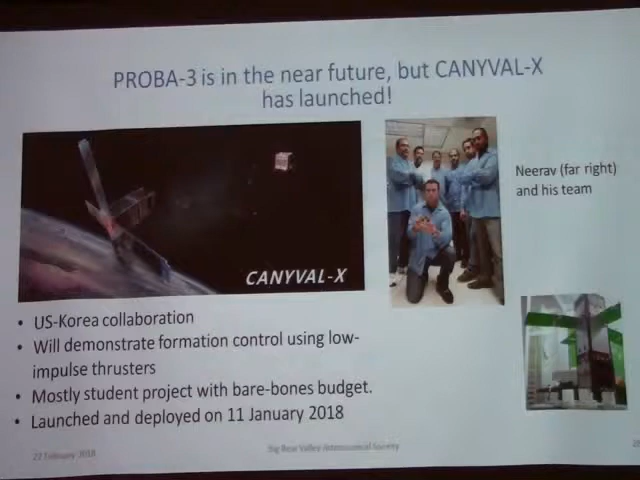 PROBA-3 is in the near future, but CANYVAL-X
has launched!
CANYVAL-X
Neerav (far right)
and his team
• US-Korea collaboration
• Will demonstrate formation control using low-
impulse thrusters
• Mostly student project with bare-bones budget.
• Launched and deployed on 11 January 2018
22 February 2018
Big Bear Valley Astronomical Society